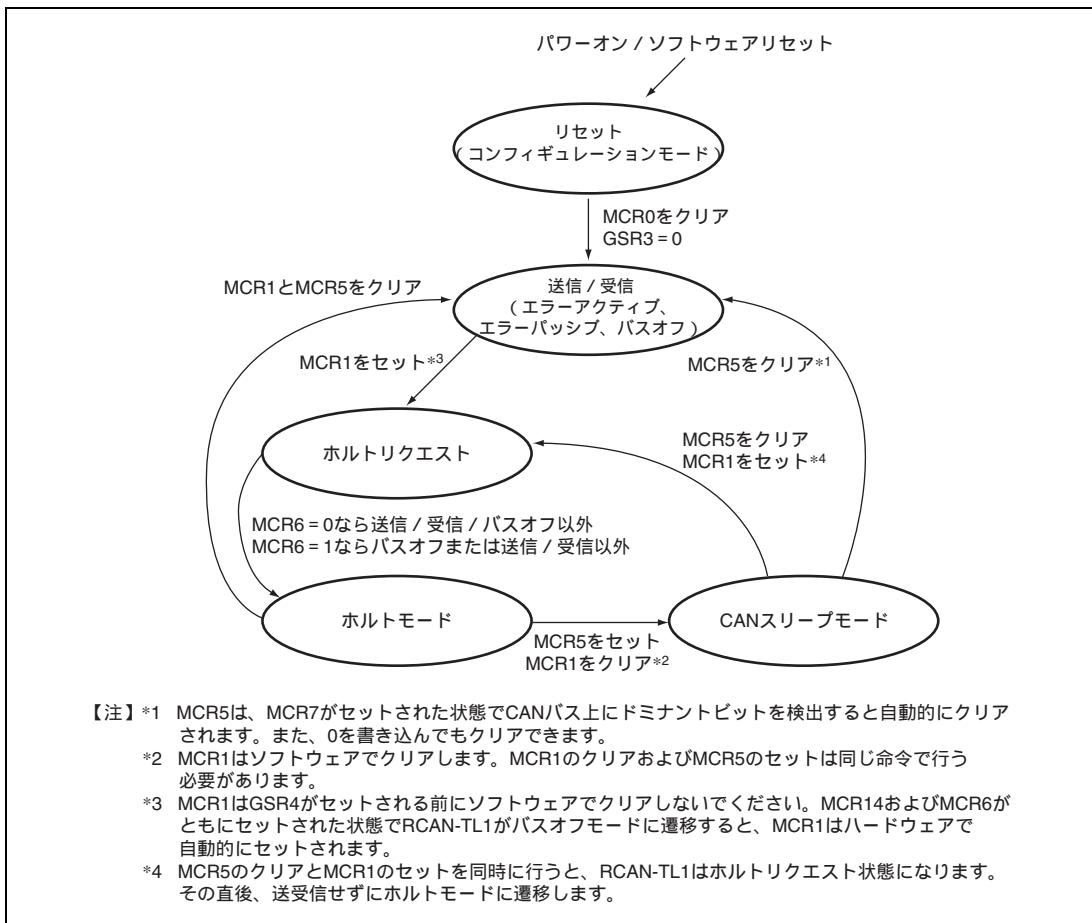 パワーオン / ソフトウェアリセット
リセット
(コンフィギュレーションモード)
MCR0をクリア
GSR3 = 0
MCR1とMCR5をクリア
送信 / 受信
(エラーアクティブ、
エラーパッシブ、バスオフ)
MCR1をセット*3
MCR5をクリア*1
ホルトリクエスト
MCR5をクリア
MCR1をセット*4
MCR6 = 0なら送信 / 受信 / バスオフ以外
MCR6 = 1ならバスオフまたは送信 / 受信以外
ホルトモード
CANスリープモード
MCR5をセット
MCR1をクリア*2
【注】*1 MCR5は、MCR7がセットされた状態でCANバス上にドミナントビットを検出すると自動的にクリア
されます。また、0を書き込んでもクリアできます。
*2 MCR1はソフトウェアでクリアします。MCR1のクリアおよびMCR5のセットは同じ命令で行う
必要があります。
*3 MCR1はGSR4がセットされる前にソフトウェアでクリアしないでください。MCR14およびMCR6が
ともにセットされた状態でRCAN-TL1がバスオフモードに遷移すると、MCR1はハードウェアで
自動的にセットされます。
*4 MCR5のクリアとMCR1のセットを同時に行うと、RCAN-TL1はホルトリクエスト状態になります。
その直後、送受信せずにホルトモードに遷移します。